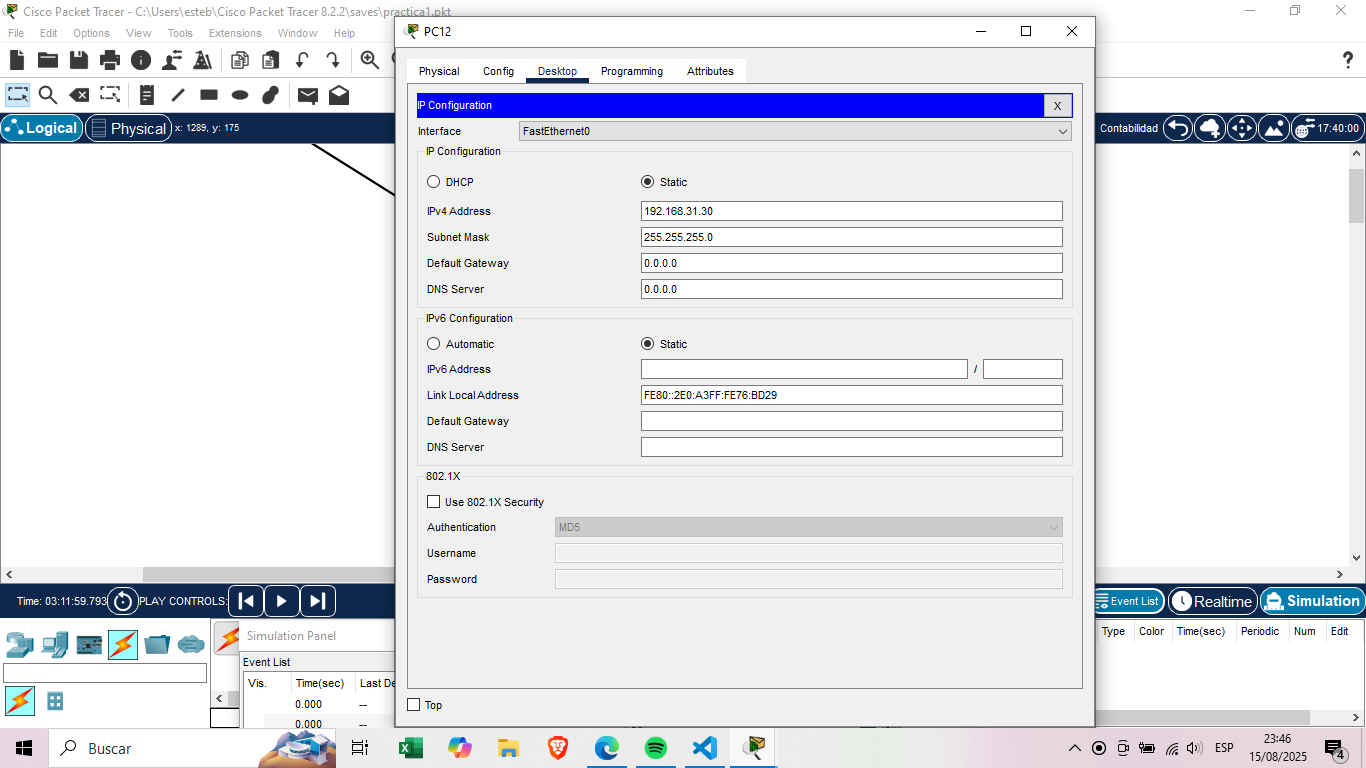 Cisco Packet Tracer - C:\Users\esteb\Cisco Packet Tracer 8.2.2\saves\practica1.pkt
File Edit Options View Tools Extensions Window Help
PC12
Physical Config Desktop Programming Attributes
IP Configuration X
Logical Physical x: 1289, y: 175
Contabilidad 17:40:00
Interface FastEthernet0
IP Configuration
DHCP Static
IPv4 Address 192.168.31.30
Subnet Mask 255.255.255.0
Default Gateway 0.0.0.0
DNS Server 0.0.0.0
IPv6 Configuration
Automatic Static
IPv6 Address /
Link Local Address FE80::2E0:A3FF:FE76:BD29
Default Gateway
DNS Server
802.1X
Use 802.1X Security
Authentication MD5
Username
Password
Top
Time: 03:11:59.793 PLAY CONTROLS:
Event List Realtime Simulation
Simulation Panel
Event List
Vis. Time(sec) Last De
0.000 --
0.000 --
Type Color Time(sec) Periodic Num Edit
Buscar
ESP
23:46
15/08/2025
4